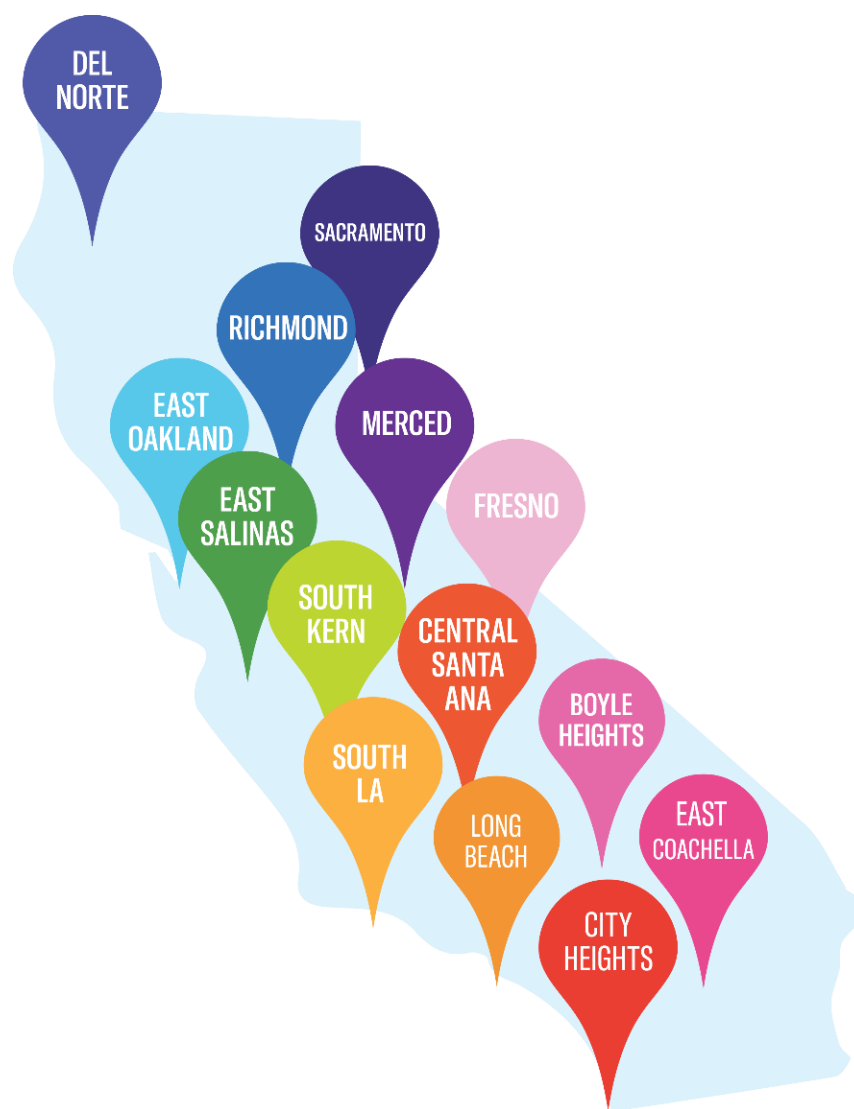 DEL
NORTE
SACRAMENTO
RICHMOND
EAST
OAKLAND
MERCED
EAST
SALINAS
FRESNO
SOUTH
KERN
CENTRAL
SANTA
ANA
BOYLE
HEIGHTS
SOUTH
LA
LONG
BEACH
EAST
COACHELLA
CITY
HEIGHTS